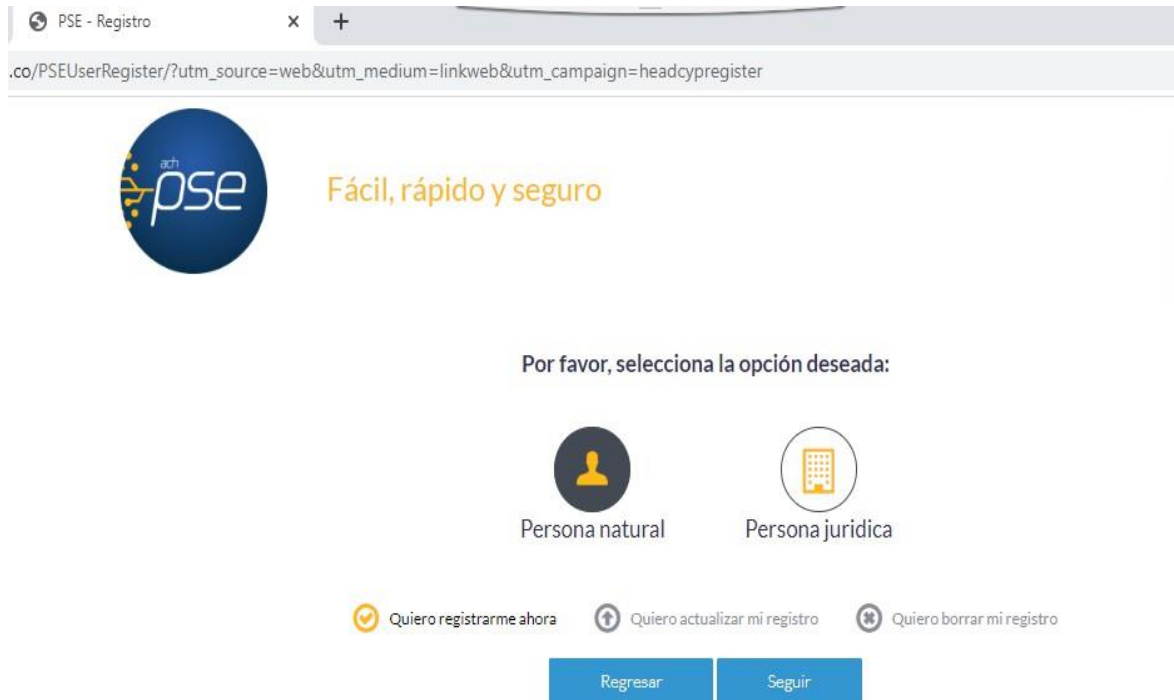 PSE - Registro
.co/PSEUserRegister/?utm_source=web&utm_medium=linkweb&utm_campaign=headcypregister
ach
pse
Fácil, rápido y seguro
Por favor, selecciona la opción deseada:
Persona natural Persona juridica
Quiero registrarme ahora Quiero actualizar mi registro Quiero borrar mi registro
Regresar Seguir